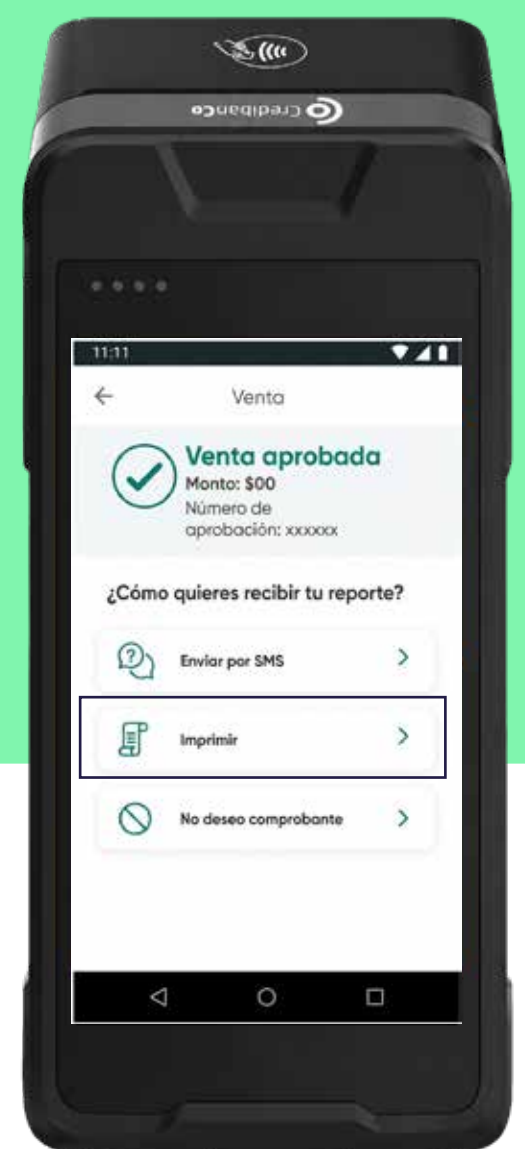 CredibanCo
11:11
Venta
Venta aprobada
Monto: $00
Número de
aprobación: xxxxxx
¿Cómo quieres recibir tu reporte?
Enviar por SMS
Imprimir
No deseo comprobante